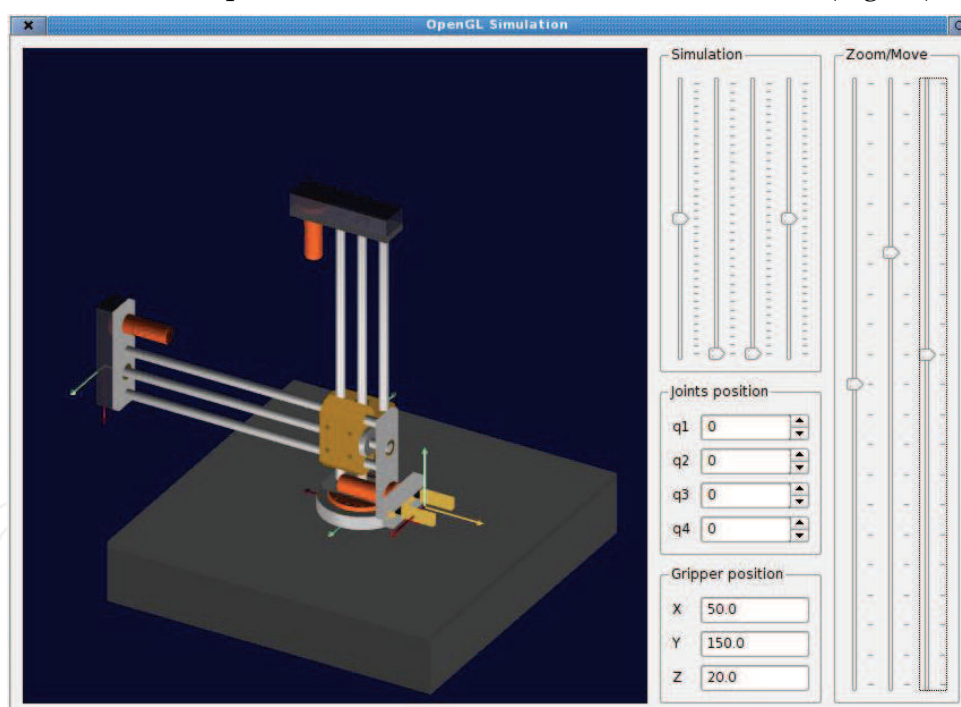 OpenGL Simulation
Simulation
Zoom/Move
Joints position
q1 0
q2 0
q3 0
q4 0
Gripper position
X 50.0
Y 150.0
Z 20.0